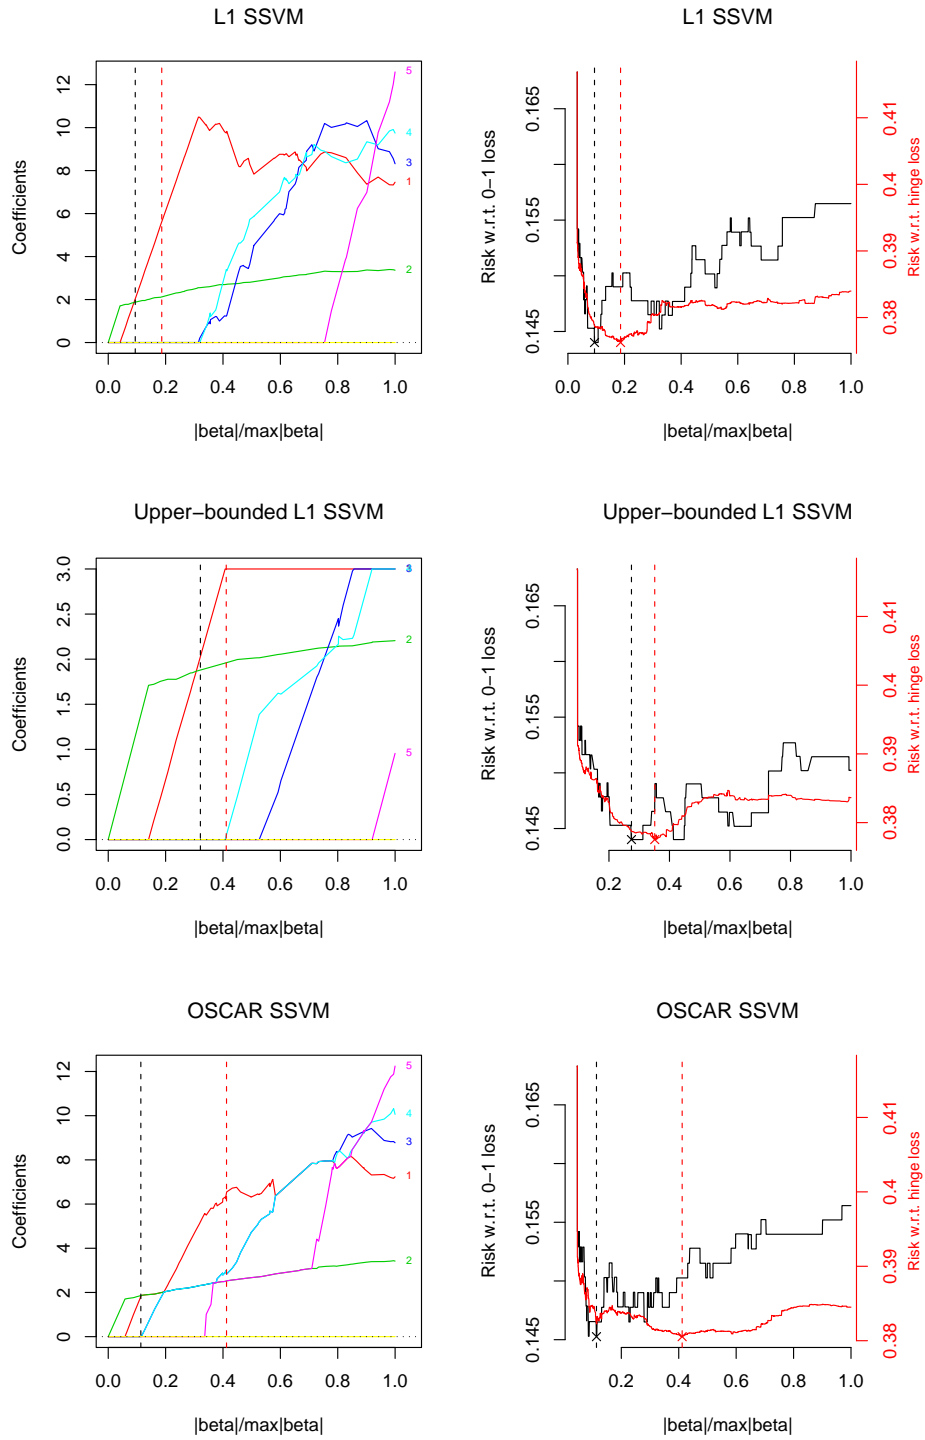 L1 SSVM
Coefficients
12
10
8
6
4
2
0
5
4
3
1
2
0.0 0.2 0.4 0.6 0.8 1.0
|beta|/max|beta|
L1 SSVM
Risk w.r.t. 0−1 loss
0.165
0.155
0.145
0.41
0.4
0.39
0.38
Risk w.r.t. hinge loss
0.0 0.2 0.4 0.6 0.8 1.0
|beta|/max|beta|
Upper−bounded L1 SSVM
Coefficients
3.0
2.5
2.0
1.5
1.0
0.5
0.0
2
5
0.0 0.2 0.4 0.6 0.8 1.0
|beta|/max|beta|
Upper−bounded L1 SSVM
Risk w.r.t. 0−1 loss
0.165
0.155
0.145
0.41
0.4
0.39
0.38
Risk w.r.t. hinge loss
0.2 0.4 0.6 0.8 1.0
|beta|/max|beta|
OSCAR SSVM
Coefficients
12
10
8
6
4
2
0
5
4
3
1
2
0.0 0.2 0.4 0.6 0.8 1.0
|beta|/max|beta|
OSCAR SSVM
Risk w.r.t. 0−1 loss
0.165
0.155
0.145
0.41
0.4
0.39
0.38
Risk w.r.t. hinge loss
0.2 0.4 0.6 0.8 1.0
|beta|/max|beta|